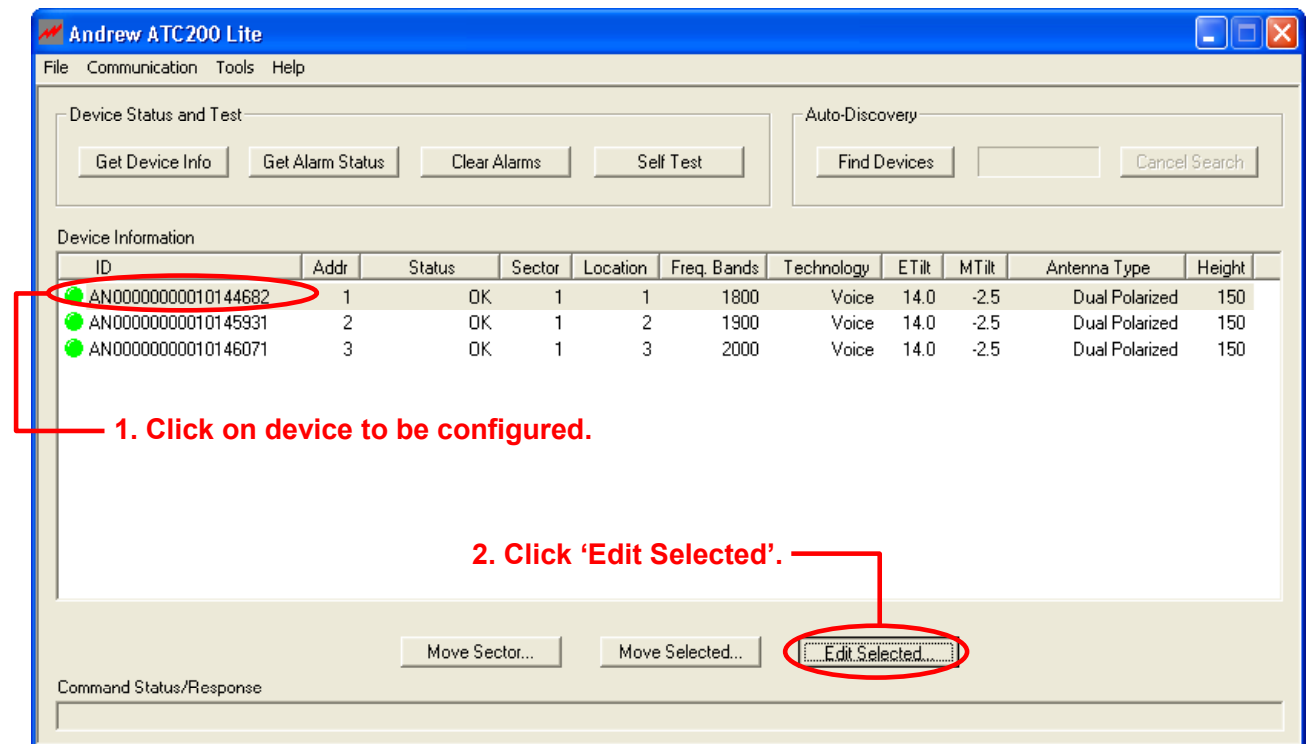 Andrew ATC200 Lite
File Communication Tools Help
Device Status and Test
Auto-Discovery
Get Device Info Get Alarm Status Clear Alarms Self Test Find Devices Cancel Search
Device Information
ID Addr Status Sector Location Freq. Bands Technology ETilt MTilt Antenna Type Height
AN00000000010144682 1 OK 1 1 1800 Voice 14.0 -2.5 Dual Polarized 150
AN00000000010145931 2 OK 1 2 1900 Voice 14.0 -2.5 Dual Polarized 150
AN00000000010146071 3 OK 1 3 2000 Voice 14.0 -2.5 Dual Polarized 150
1. Click on device to be configured.
2. Click ‘Edit Selected’.
Move Sector... Move Selected... Edit Selected...
Command Status/Response